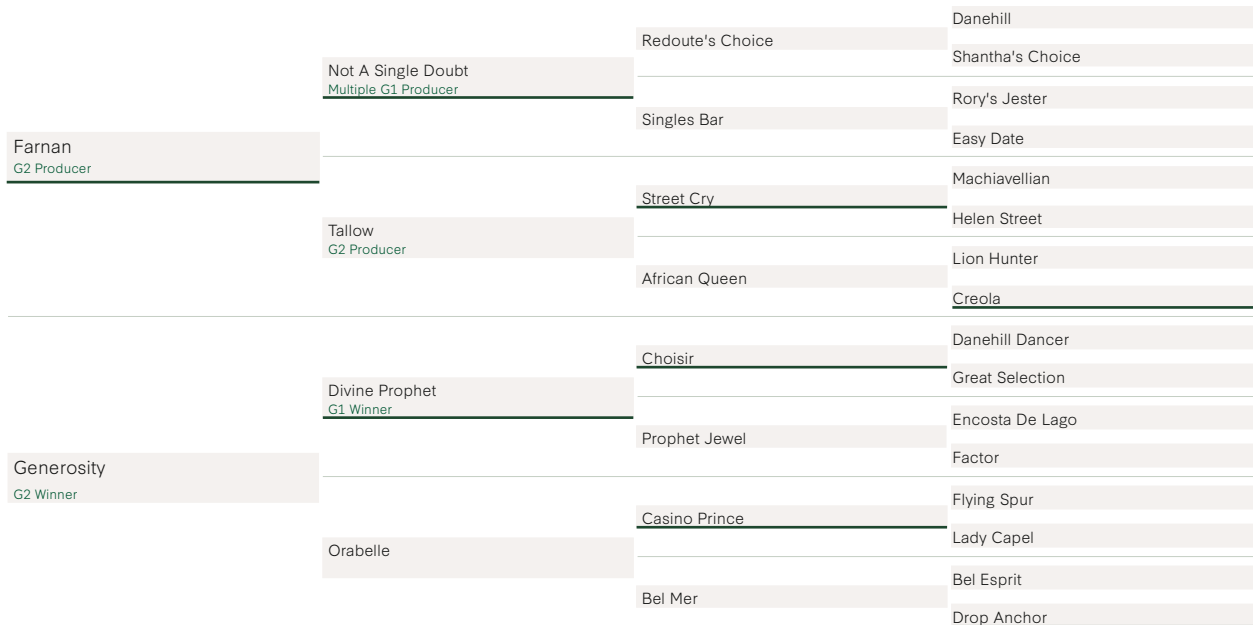 Danehill
Redoute's Choice
Shantha's Choice
Not A Single Doubt
Multiple G1 Producer
Rory's Jester
Singles Bar
Easy Date
Farnan
G2 Producer
Machiavellian
Street Cry
Helen Street
Tallow
G2 Producer
Lion Hunter
African Queen
Creola
Danehill Dancer
Choisir
Great Selection
Divine Prophet
G1 Winner
Encosta De Lago
Prophet Jewel
Factor
Generosity
G2 Winner
Flying Spur
Casino Prince
Lady Capel
Orabelle
Bel Esprit
Bel Mer
Drop Anchor